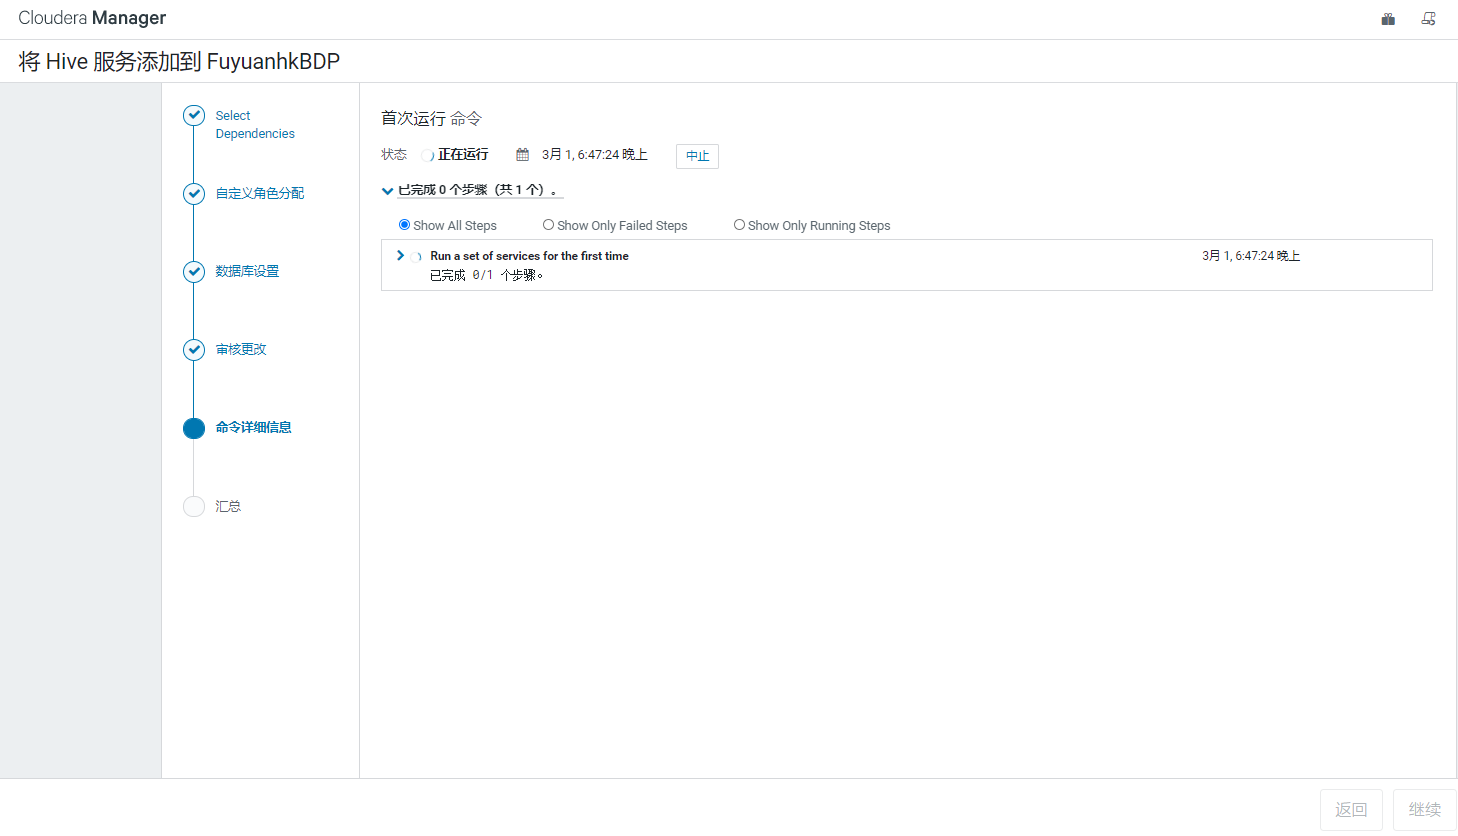 Cloudera Manager
将 Hive 服务添加到 FuyuanhkBDP
Select
Dependencies
自定义角色分配
数据库设置
审核更改
命令详细信息
汇总
首次运行 命令
状态 正在运行 3月 1, 6:47:24 晚上 中止
已完成 0 个步骤（共 1 个）。
Show All Steps Show Only Failed Steps Show Only Running Steps
Run a set of services for the first time 3月 1, 6:47:24 晚上
已完成 0/1 个步骤。
返回 继续